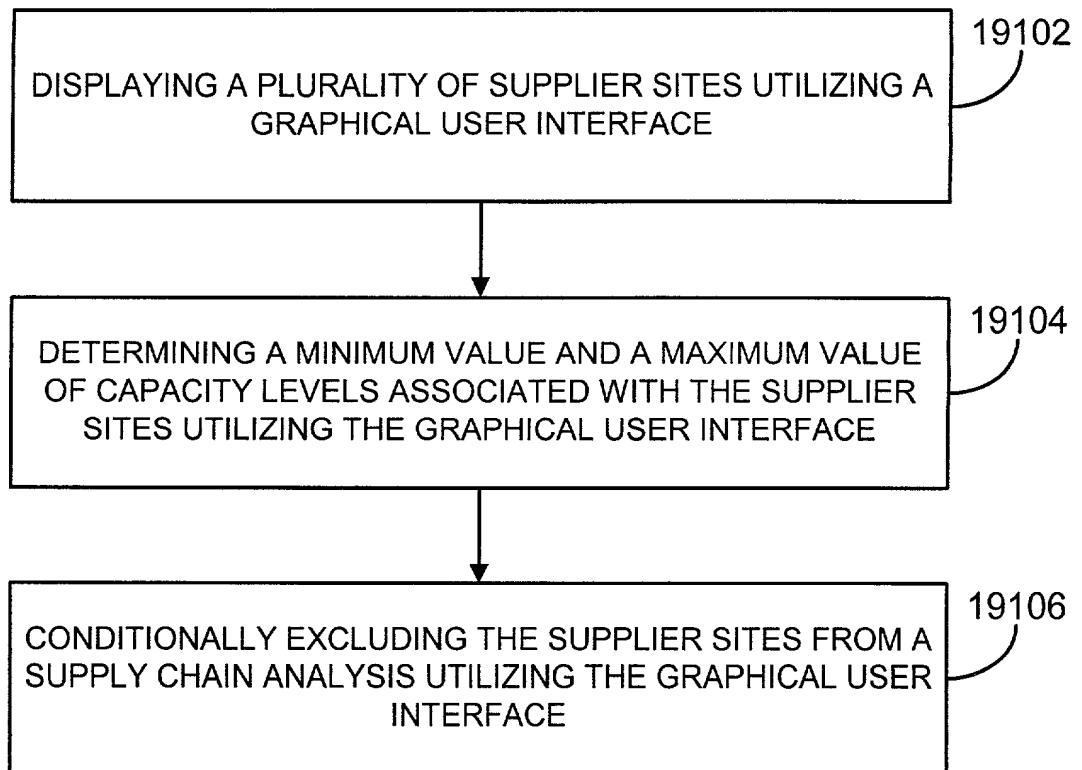 19102
DISPLAYING A PLURALITY OF SUPPLIER SITES UTILIZING A
GRAPHICAL USER INTERFACE
19104
DETERMINING A MINIMUM VALUE AND A MAXIMUM VALUE
OF CAPACITY LEVELS ASSOCIATED WITH THE SUPPLIER
SITES UTILIZING THE GRAPHICAL USER INTERFACE
19106
CONDITIONALLY EXCLUDING THE SUPPLIER SITES FROM A
SUPPLY CHAIN ANALYSIS UTILIZING THE GRAPHICAL USER
INTERFACE